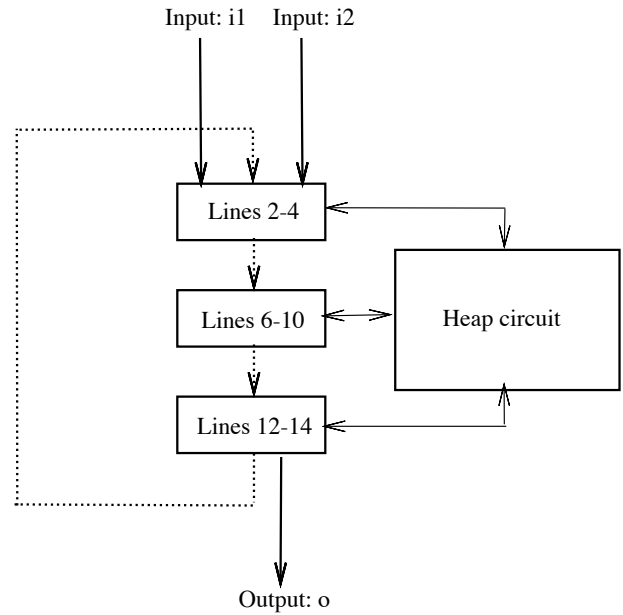 Input: i1 Input: i2
Lines 2-4
Lines 6-10
Heap circuit
Lines 12-14
Output: o